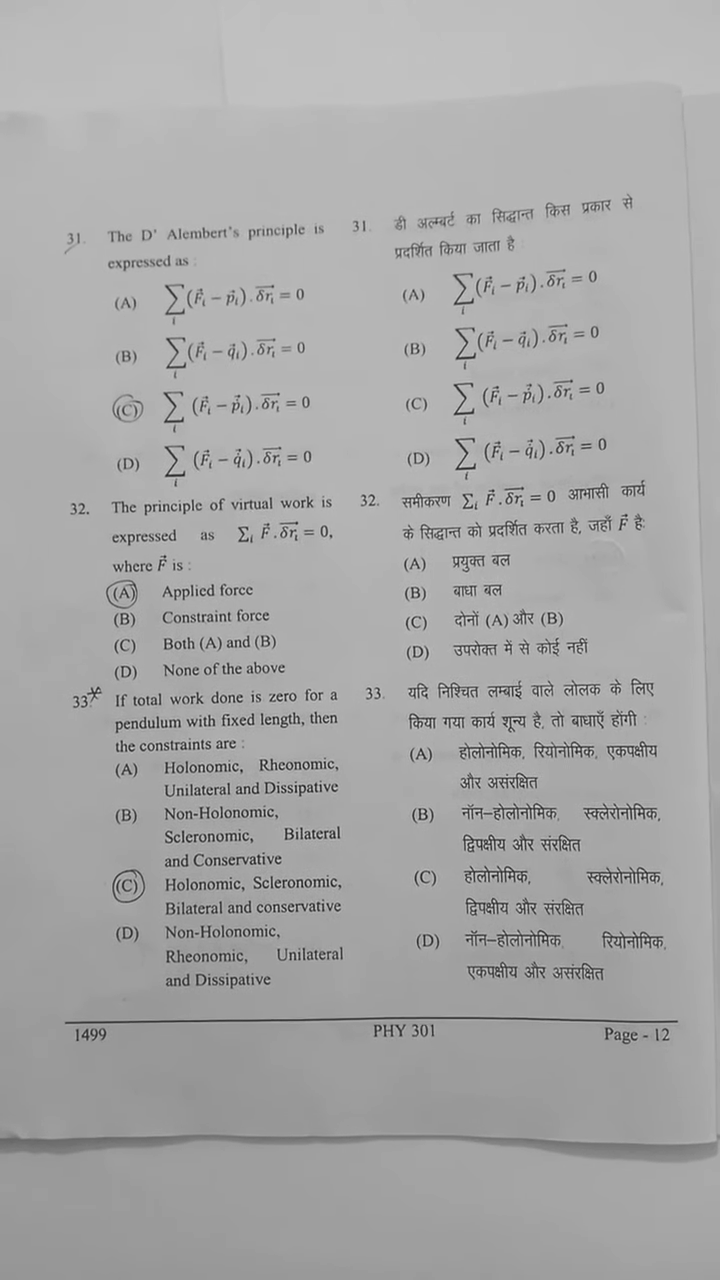 31. The D' Alembert's principle is
expressed as :
(A) ∑ᵢ(F⃗ᵢ − p⃗ᵢ).δr⃗ᵢ = 0
(B) ∑ᵢ(F⃗ᵢ − q⃗ᵢ).δr⃗ᵢ = 0
(C) ∑ᵢ (F⃗ᵢ − p⃗̇ᵢ).δr⃗ᵢ = 0
(D) ∑ᵢ (F⃗ᵢ − q⃗̇ᵢ).δr⃗ᵢ = 0
32. The principle of virtual work is
expressed as ∑ᵢ F⃗.δr⃗ᵢ = 0,
where F⃗ is :
(A) Applied force
(B) Constraint force
(C) Both (A) and (B)
(D) None of the above
33* If total work done is zero for a
pendulum with fixed length, then
the constraints are :
(A) Holonomic, Rheonomic,
Unilateral and Dissipative
(B) Non-Holonomic,
Scleronomic, Bilateral
and Conservative
(C) Holonomic, Scleronomic,
Bilateral and conservative
(D) Non-Holonomic,
Rheonomic, Unilateral
and Dissipative
31. डी अल्म्बर्ट का सिद्धान्त किस प्रकार से
प्रदर्शित किया जाता है :
(A) ∑ᵢ(F⃗ᵢ − p⃗ᵢ).δr⃗ᵢ = 0
(B) ∑ᵢ(F⃗ᵢ − q⃗ᵢ).δr⃗ᵢ = 0
(C) ∑ᵢ (F⃗ᵢ − p⃗̇ᵢ).δr⃗ᵢ = 0
(D) ∑ᵢ (F⃗ᵢ − q⃗̇ᵢ).δr⃗ᵢ = 0
32. समीकरण ∑ᵢ F⃗.δr⃗ᵢ = 0 आभासी कार्य
के सिद्धान्त को प्रदर्शित करता है, जहाँ F⃗ है:
(A) प्रयुक्त बल
(B) बाधा बल
(C) दोनों (A) और (B)
(D) उपरोक्त में से कोई नहीं
33. यदि निश्चित लम्बाई वाले लोलक के लिए
किया गया कार्य शून्य है, तो बाधाएँ होंगी :
(A) होलोनोमिक, रियोनोमिक, एकपक्षीय
और असंरक्षित
(B) नॉन–होलोनोमिक, स्क्लेरोनोमिक,
द्विपक्षीय और संरक्षित
(C) होलोनोमिक, स्क्लेरोनोमिक,
द्विपक्षीय और संरक्षित
(D) नॉन–होलोनोमिक, रियोनोमिक,
एकपक्षीय और असंरक्षित
1499 PHY 301 Page - 12